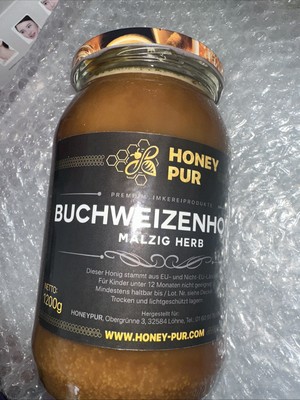 HONEY
PUR
PREMIUM IMKEREIPRODUKTE
BUCHWEIZENHO
MALZIG HERB
Dieser Honig stammt aus EU- und Nicht-EU-
Für Kinder unter 12 Monaten nicht geeignet
Mindestens haltbar bis / Lot. Nr. siehe
Trocken und lichtgeschützt lagern.
NETTO:
1200g
Hergestellt für:
HONEYPUR, Obergrünne 3, 32584 Löhne, Tel.
WWW.HONEY-PUR.COM